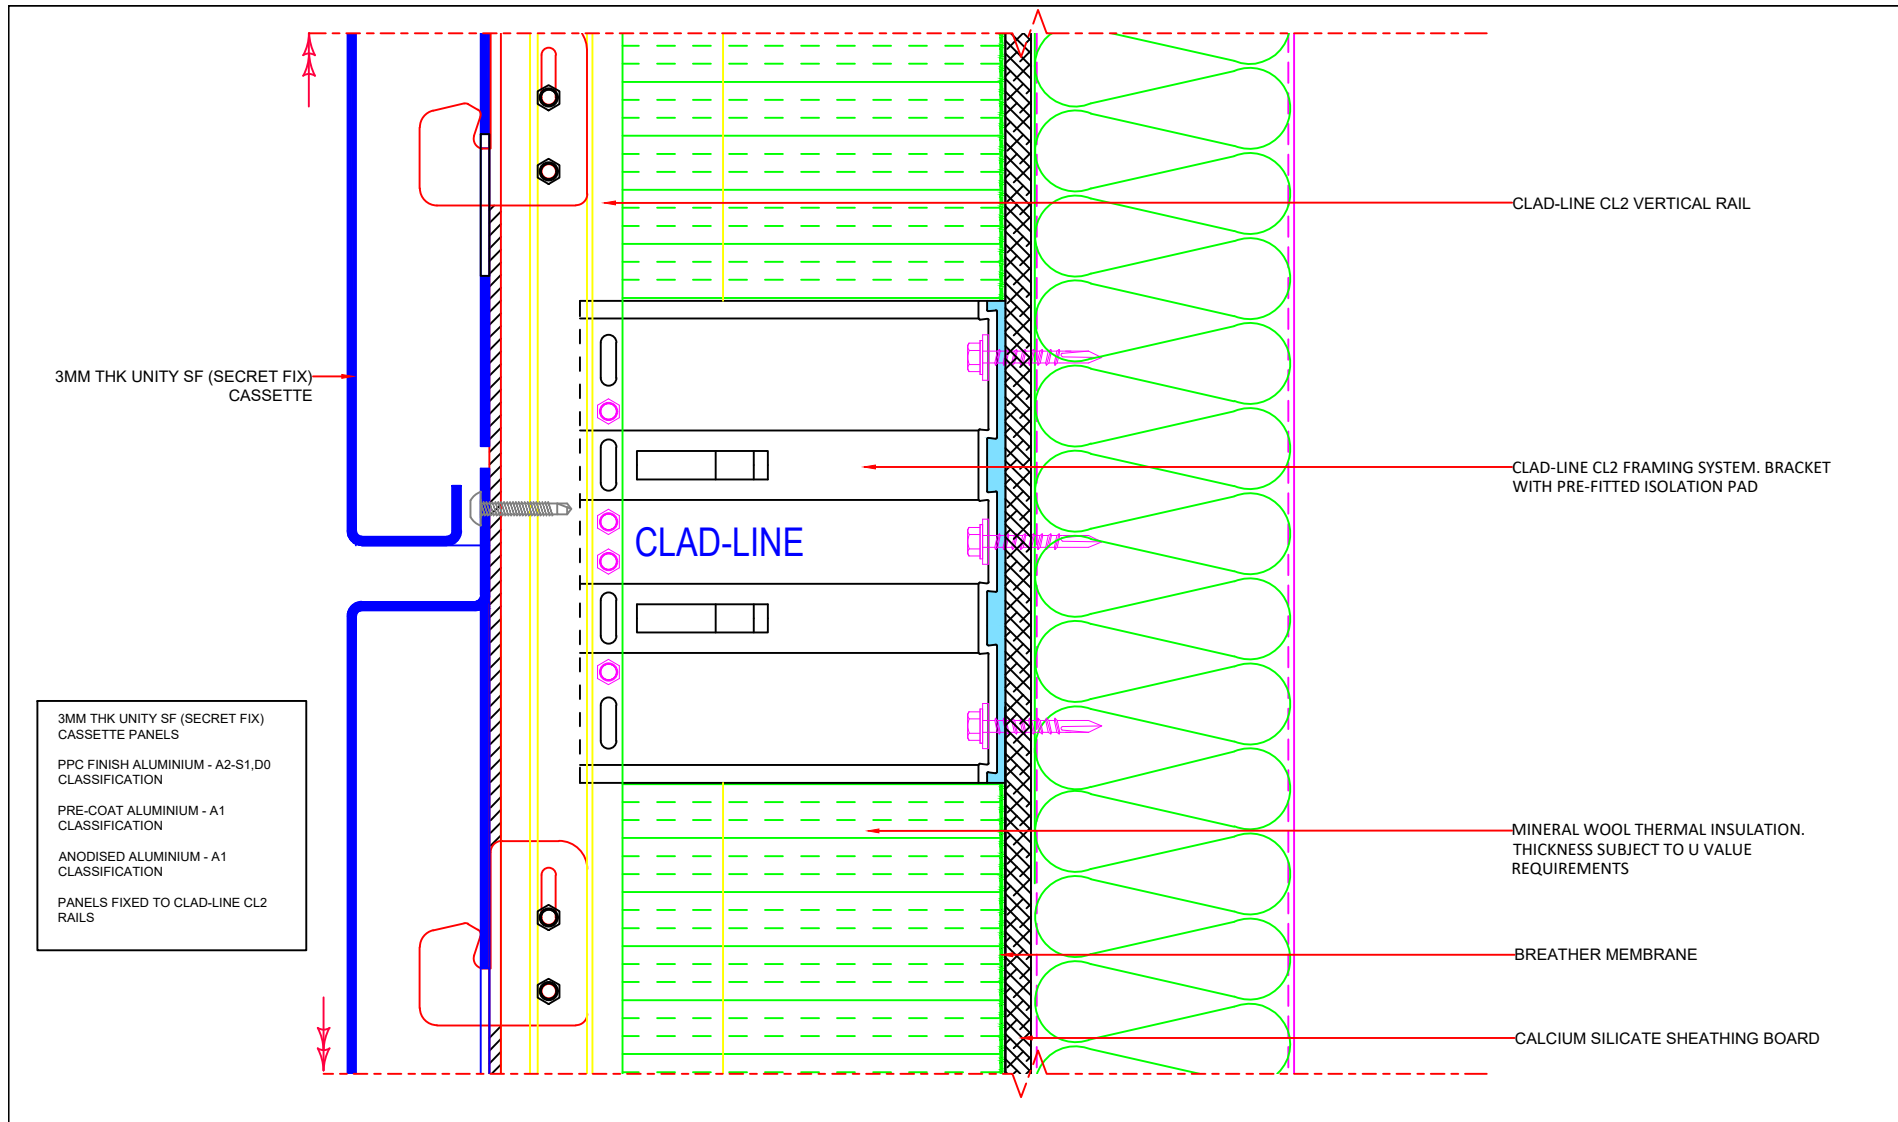 CLAD-LINE CL2 VERTICAL RAIL
3MM THK UNITY SF (SECRET FIX)
CASSETTE
CLAD-LINE CL2 FRAMING SYSTEM. BRACKET
WITH PRE-FITTED ISOLATION PAD
CLAD-LINE
3MM THK UNITY SF (SECRET FIX)
CASSETTE PANELS
PPC FINISH ALUMINIUM - A2-S1,D0
CLASSIFICATION
PRE-COAT ALUMINIUM - A1
CLASSIFICATION
ANODISED ALUMINIUM - A1
CLASSIFICATION
PANELS FIXED TO CLAD-LINE CL2
RAILS
MINERAL WOOL THERMAL INSULATION.
THICKNESS SUBJECT TO U VALUE
REQUIREMENTS
BREATHER MEMBRANE
CALCIUM SILICATE SHEATHING BOARD